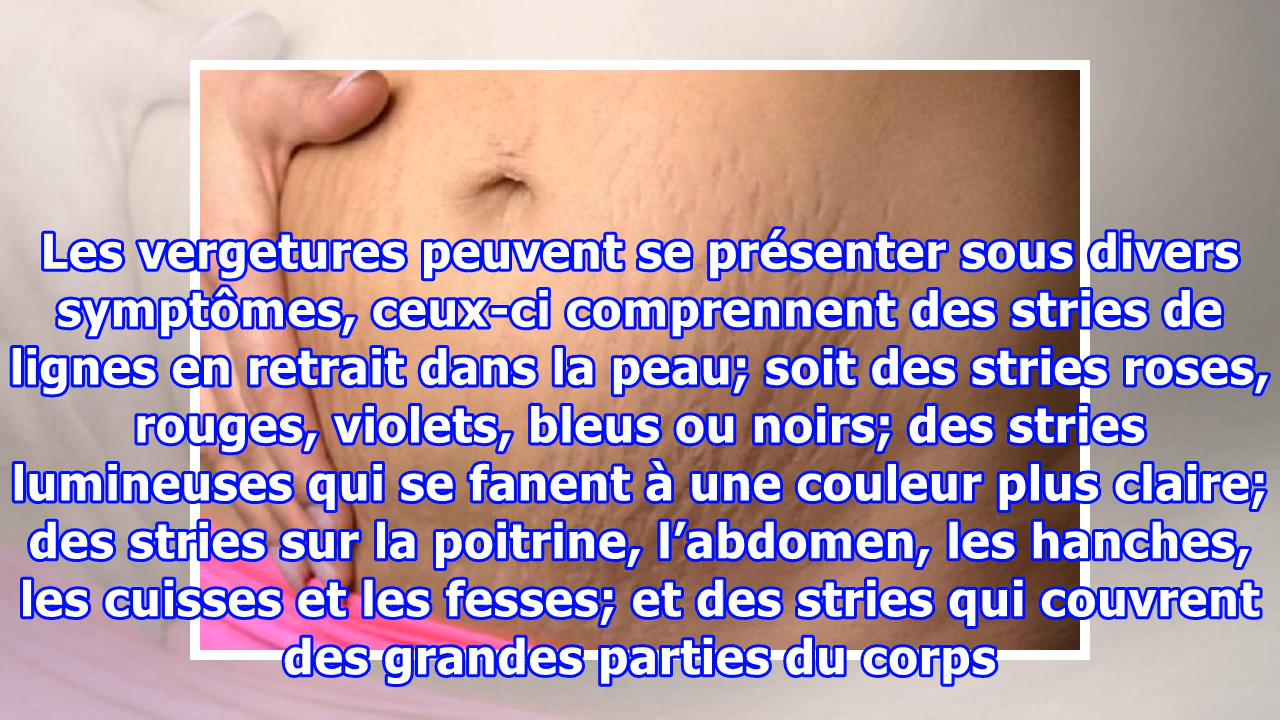 Les vergetures peuvent se présenter sous divers
symptômes, ceux-ci comprennent des stries de
lignes en retrait dans la peau; soit des stries roses,
rouges, violets, bleus ou noirs; des stries
lumineuses qui se fanent à une couleur plus claire;
des stries sur la poitrine, l’abdomen, les hanches,
les cuisses et les fesses; et des stries qui couvrent
des grandes parties du corps